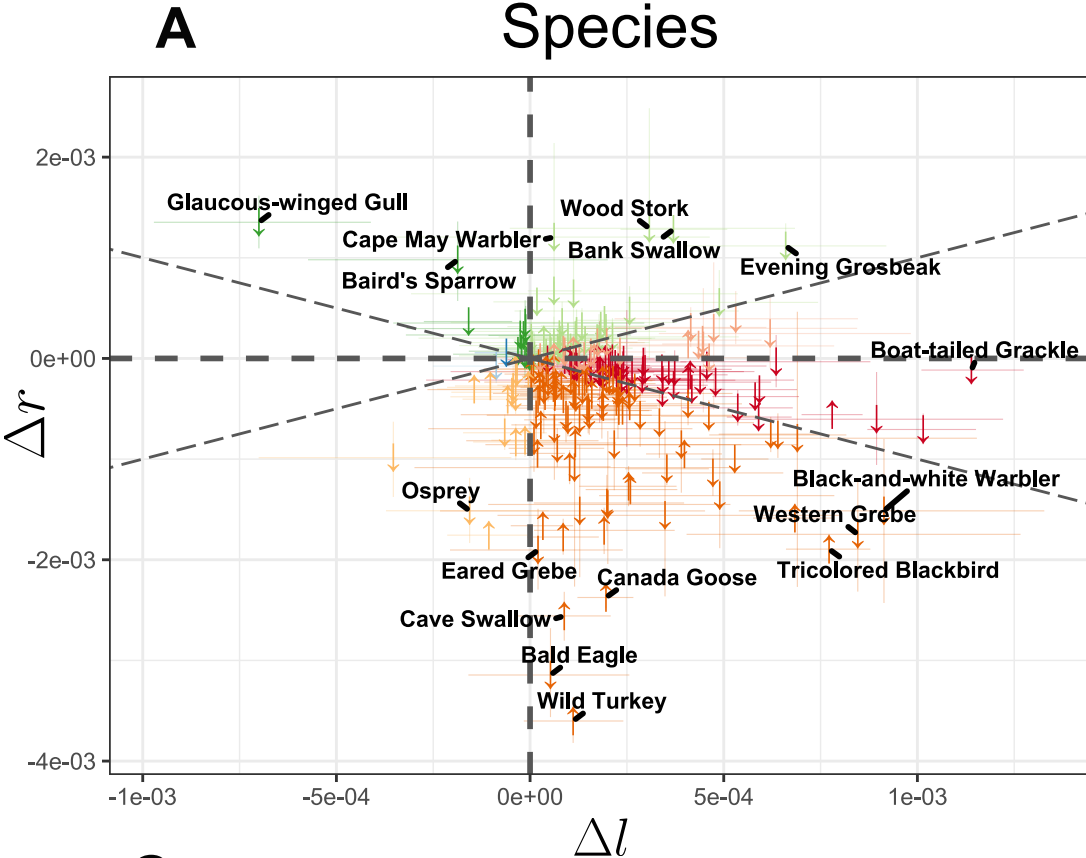 A Species
2e-03
Glaucous-winged Gull
Wood Stork
Cape May Warbler
Bank Swallow
Evening Grosbeak
Baird's Sparrow
0e+00
Boat-tailed Grackle
Δr
Osprey
Black-and-white Warbler
Western Grebe
-2e-03
Eared Grebe
Tricolored Blackbird
Canada Goose
Cave Swallow
Bald Eagle
Wild Turkey
-4e-03
-1e-03 -5e-04 0e+00 5e-04 1e-03
Δl